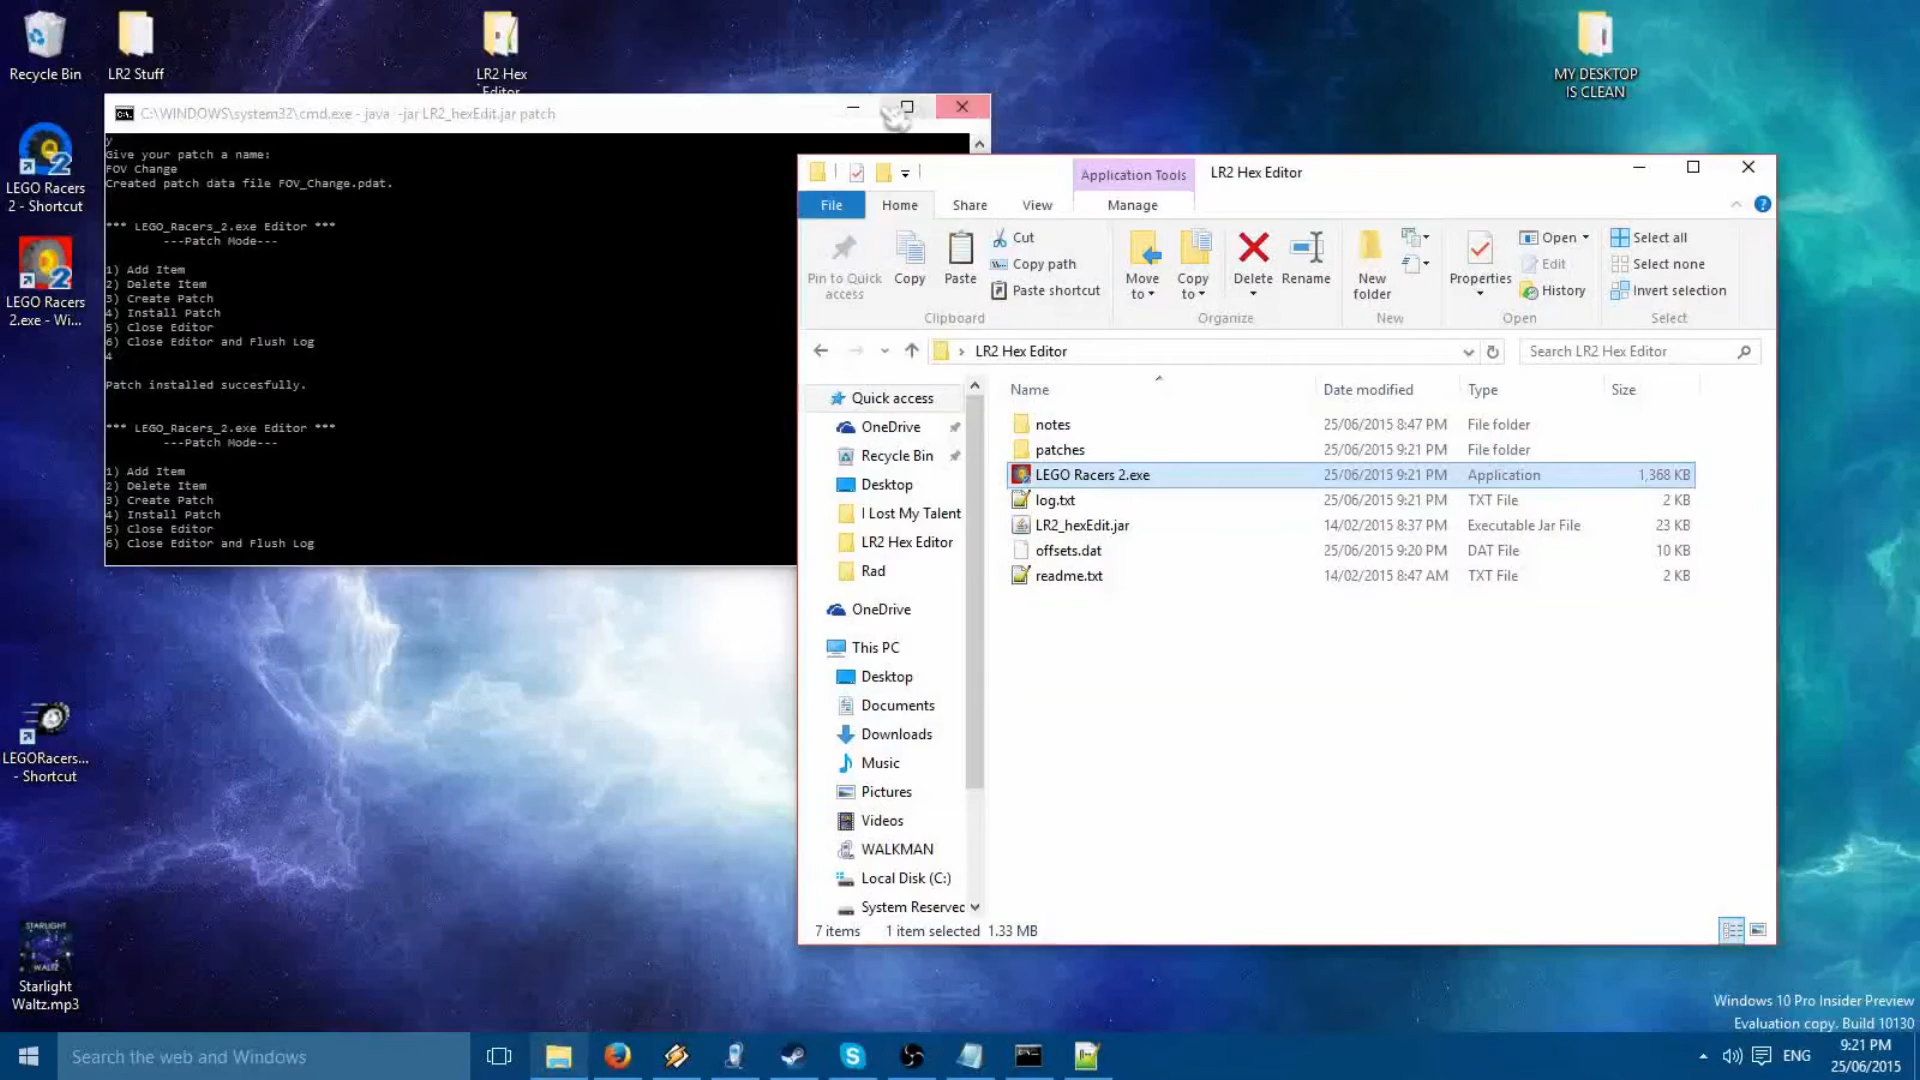 Recycle Bin
LR2 Stuff
LR2 Hex
Editor
MY DESKTOP
IS CLEAN
LEGO Racers
2 - Shortcut
LEGO Racers
2.exe - Wi...
LEGORacers...
- Shortcut
STARLIGHT
WALTZ
Starlight
Waltz.mp3
C:\WINDOWS\system32\cmd.exe - java -jar LR2_hexEdit.jar patch
y
Give your patch a name:
FOV Change
Created patch data file FOV_Change.pdat.
*** LEGO_Racers_2.exe Editor ***
---Patch Mode---
1) Add Item
2) Delete Item
3) Create Patch
4) Install Patch
5) Close Editor
6) Close Editor and Flush Log
4
Patch installed succesfully.
*** LEGO_Racers_2.exe Editor ***
---Patch Mode---
1) Add Item
2) Delete Item
3) Create Patch
4) Install Patch
5) Close Editor
6) Close Editor and Flush Log
Application Tools
LR2 Hex Editor
File
Home
Share
View
Manage
Pin to Quick
access
Copy
Paste
Cut
Copy path
Paste shortcut
Clipboard
Move
to
Copy
to
Delete
Rename
Organize
New
folder
New
Properties
Open
Edit
History
Open
Select all
Select none
Invert selection
Select
LR2 Hex Editor
Search LR2 Hex Editor
Quick access
OneDrive
Recycle Bin
Desktop
I Lost My Talent
LR2 Hex Editor
Rad
OneDrive
This PC
Desktop
Documents
Downloads
Music
Pictures
Videos
WALKMAN
Local Disk (C:)
System Reserved
Name Date modified Type Size
notes 25/06/2015 8:47 PM File folder
patches 25/06/2015 9:21 PM File folder
LEGO Racers 2.exe 25/06/2015 9:21 PM Application 1,368 KB
log.txt 25/06/2015 9:21 PM TXT File 2 KB
LR2_hexEdit.jar 14/02/2015 8:37 PM Executable Jar File 23 KB
offsets.dat 25/06/2015 9:20 PM DAT File 10 KB
readme.txt 14/02/2015 8:47 AM TXT File 2 KB
7 items 1 item selected 1.33 MB
Windows 10 Pro Insider Preview
Evaluation copy. Build 10130
Search the web and Windows
ENG
9:21 PM
25/06/2015